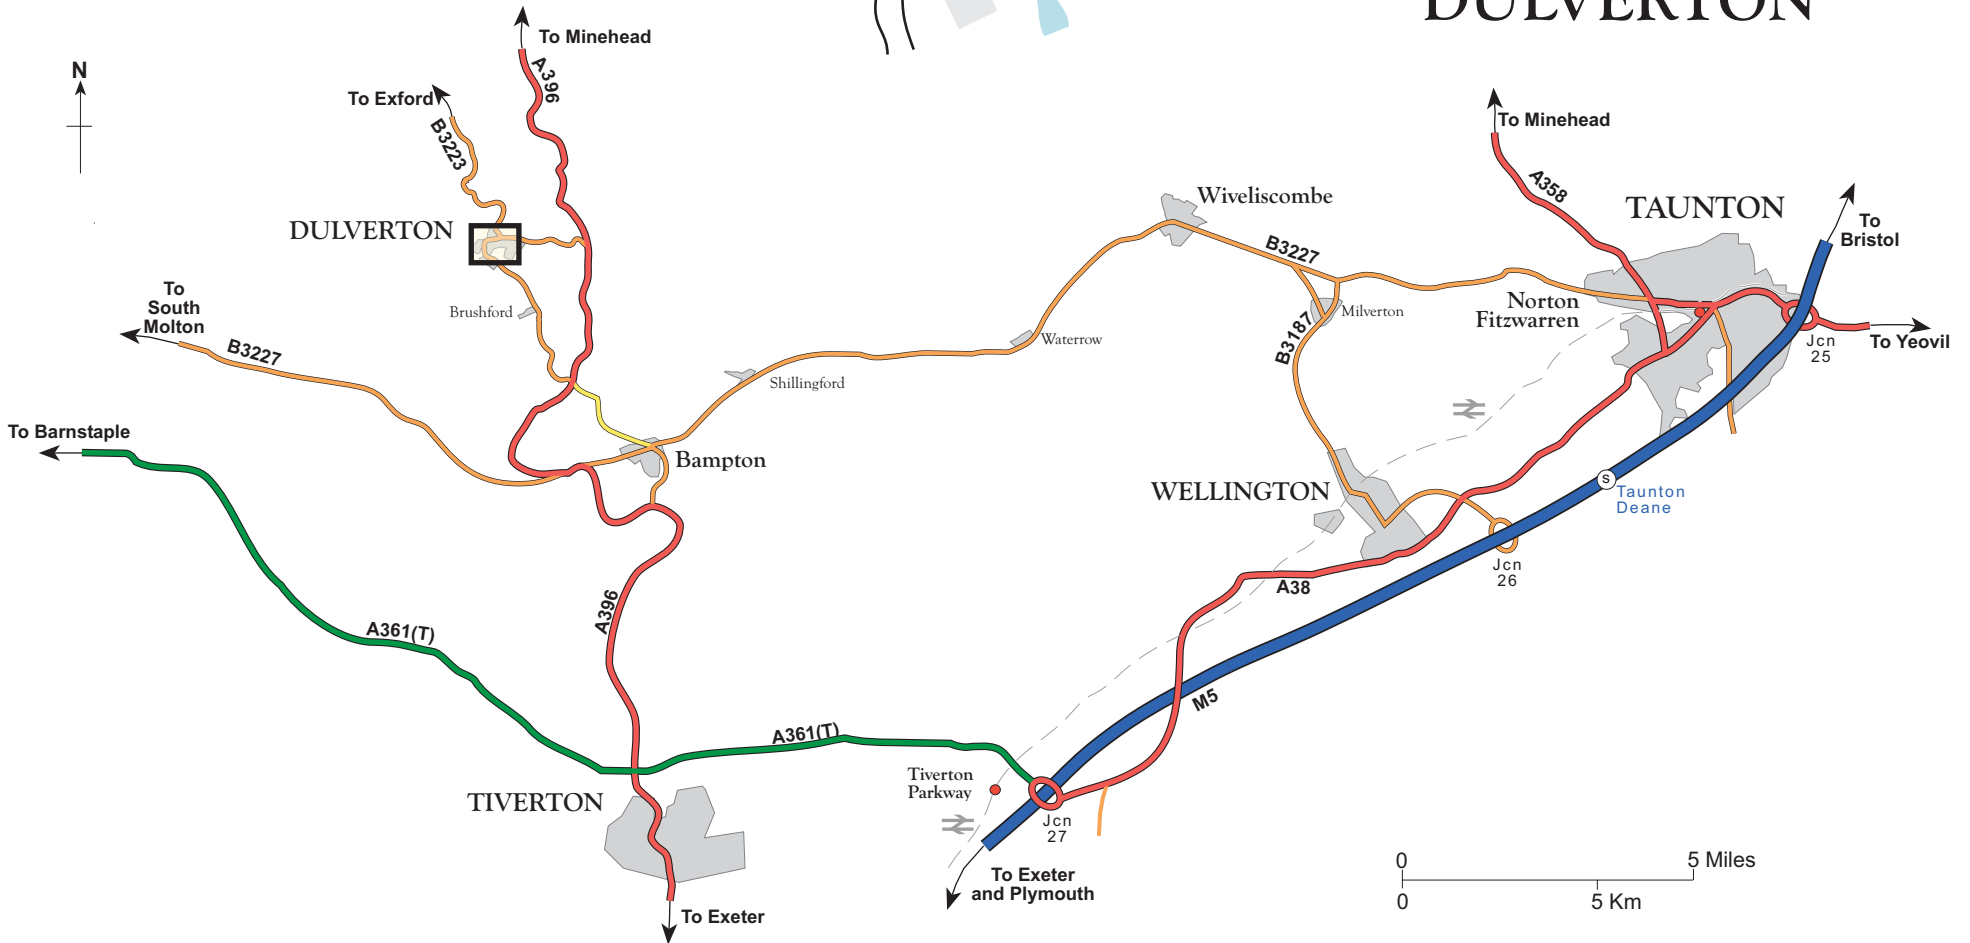 DULVERTON
To Minehead
A396
N
To Exford
B3223
To Minehead
A358
Wiveliscombe
TAUNTON
DULVERTON
To
Bristol
B3227
To
South
Molton
Norton
Fitzwarren
Brushford
Milverton
B3187
Waterrow
To Yeovil
Jcn
25
B3227
Shillingford
To Barnstaple
Bampton
WELLINGTON
S
Taunton
Deane
Jcn
26
A38
A396
A361(T)
M5
A361(T)
Tiverton
Parkway
TIVERTON
Jcn
27
To Exeter
and Plymouth
To Exeter
0
5 Miles
0
5 Km